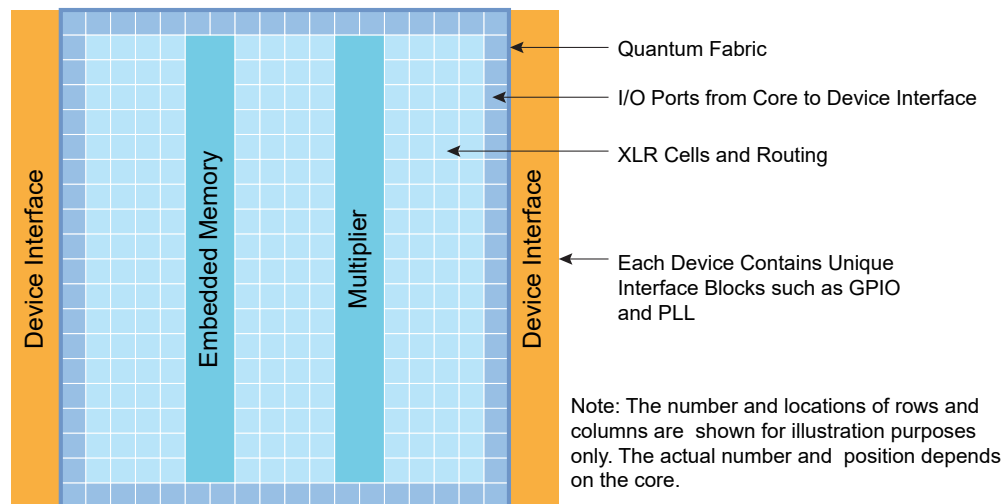 Device Interface
Embedded Memory
Multiplier
Device Interface
Quantum Fabric
I/O Ports from Core to Device Interface
XLR Cells and Routing
Each Device Contains Unique
Interface Blocks such as GPIO
and PLL
Note: The number and locations of rows and
columns are  shown for illustration purposes
only. The actual number and  position depends
on the core.